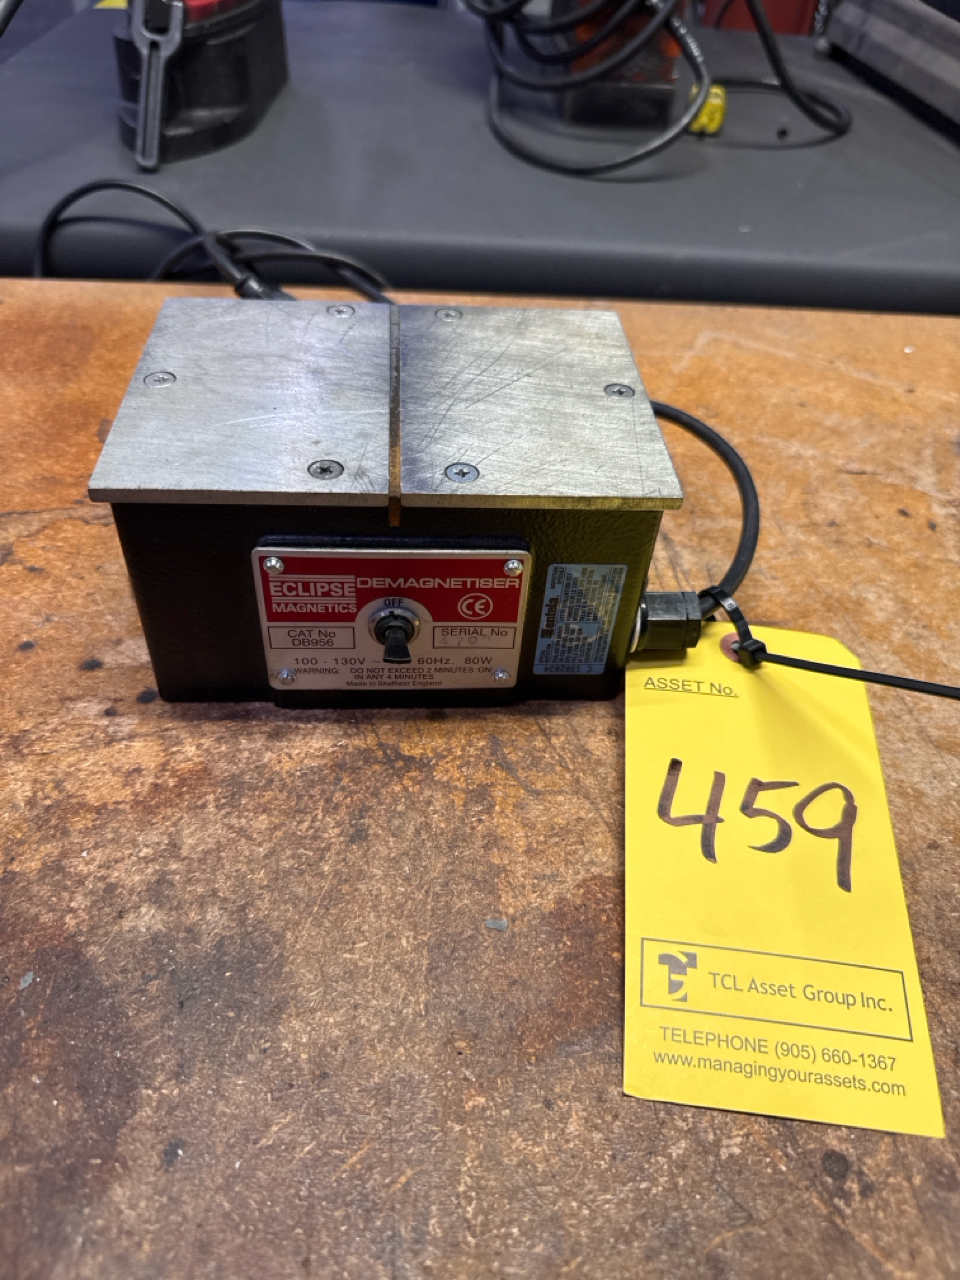 ECLIPSE
MAGNETICS
DEMAGNETISER
OFF
CE
CAT No
DB956
SERIAL No
470
100 - 130V ~ 60Hz. 80W
WARNING: DO NOT EXCEED 2 MINUTES 'ON'
IN ANY 4 MINUTES
Made in Sheffield England
ASSET No.
459
TCL Asset Group Inc.
TELEPHONE (905) 660-1367
www.managingyourassets.com